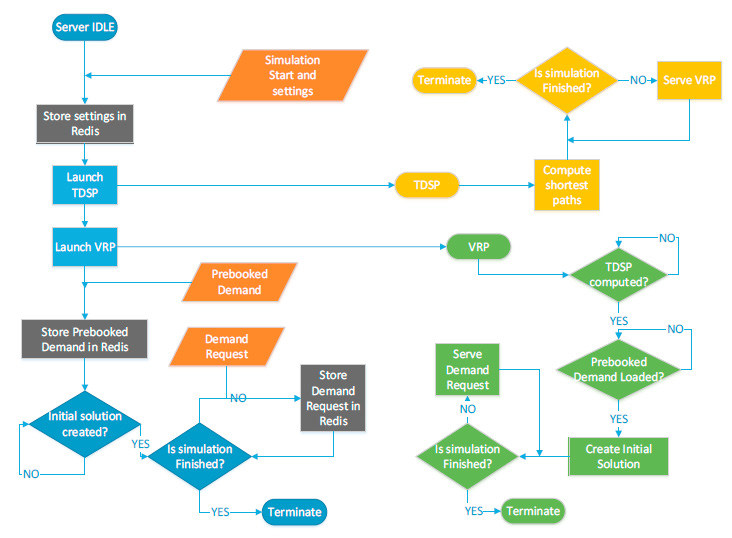 Server IDLE
Simulation
Start and
settings
Is simulation
Finished?
Terminate
YES
NO
Serve VRP
Store settings in
Redis
Launch
TDSP
TDSP
Compute
shortest
paths
Launch VRP
VRP
NO
TDSP
computed?
Prebooked
Demand
YES
Store Prebooked
Demand in Redis
Demand
Request
NO
Prebooked
Demand Loaded?
Serve
Demand
Request
Store
Demand
Request in
Redis
NO
NO
YES
Initial solution
created?
YES
NO
Is simulation
Finished?
Is simulation
Finished?
Create Initial
Solution
YES
Terminate
YES
Terminate